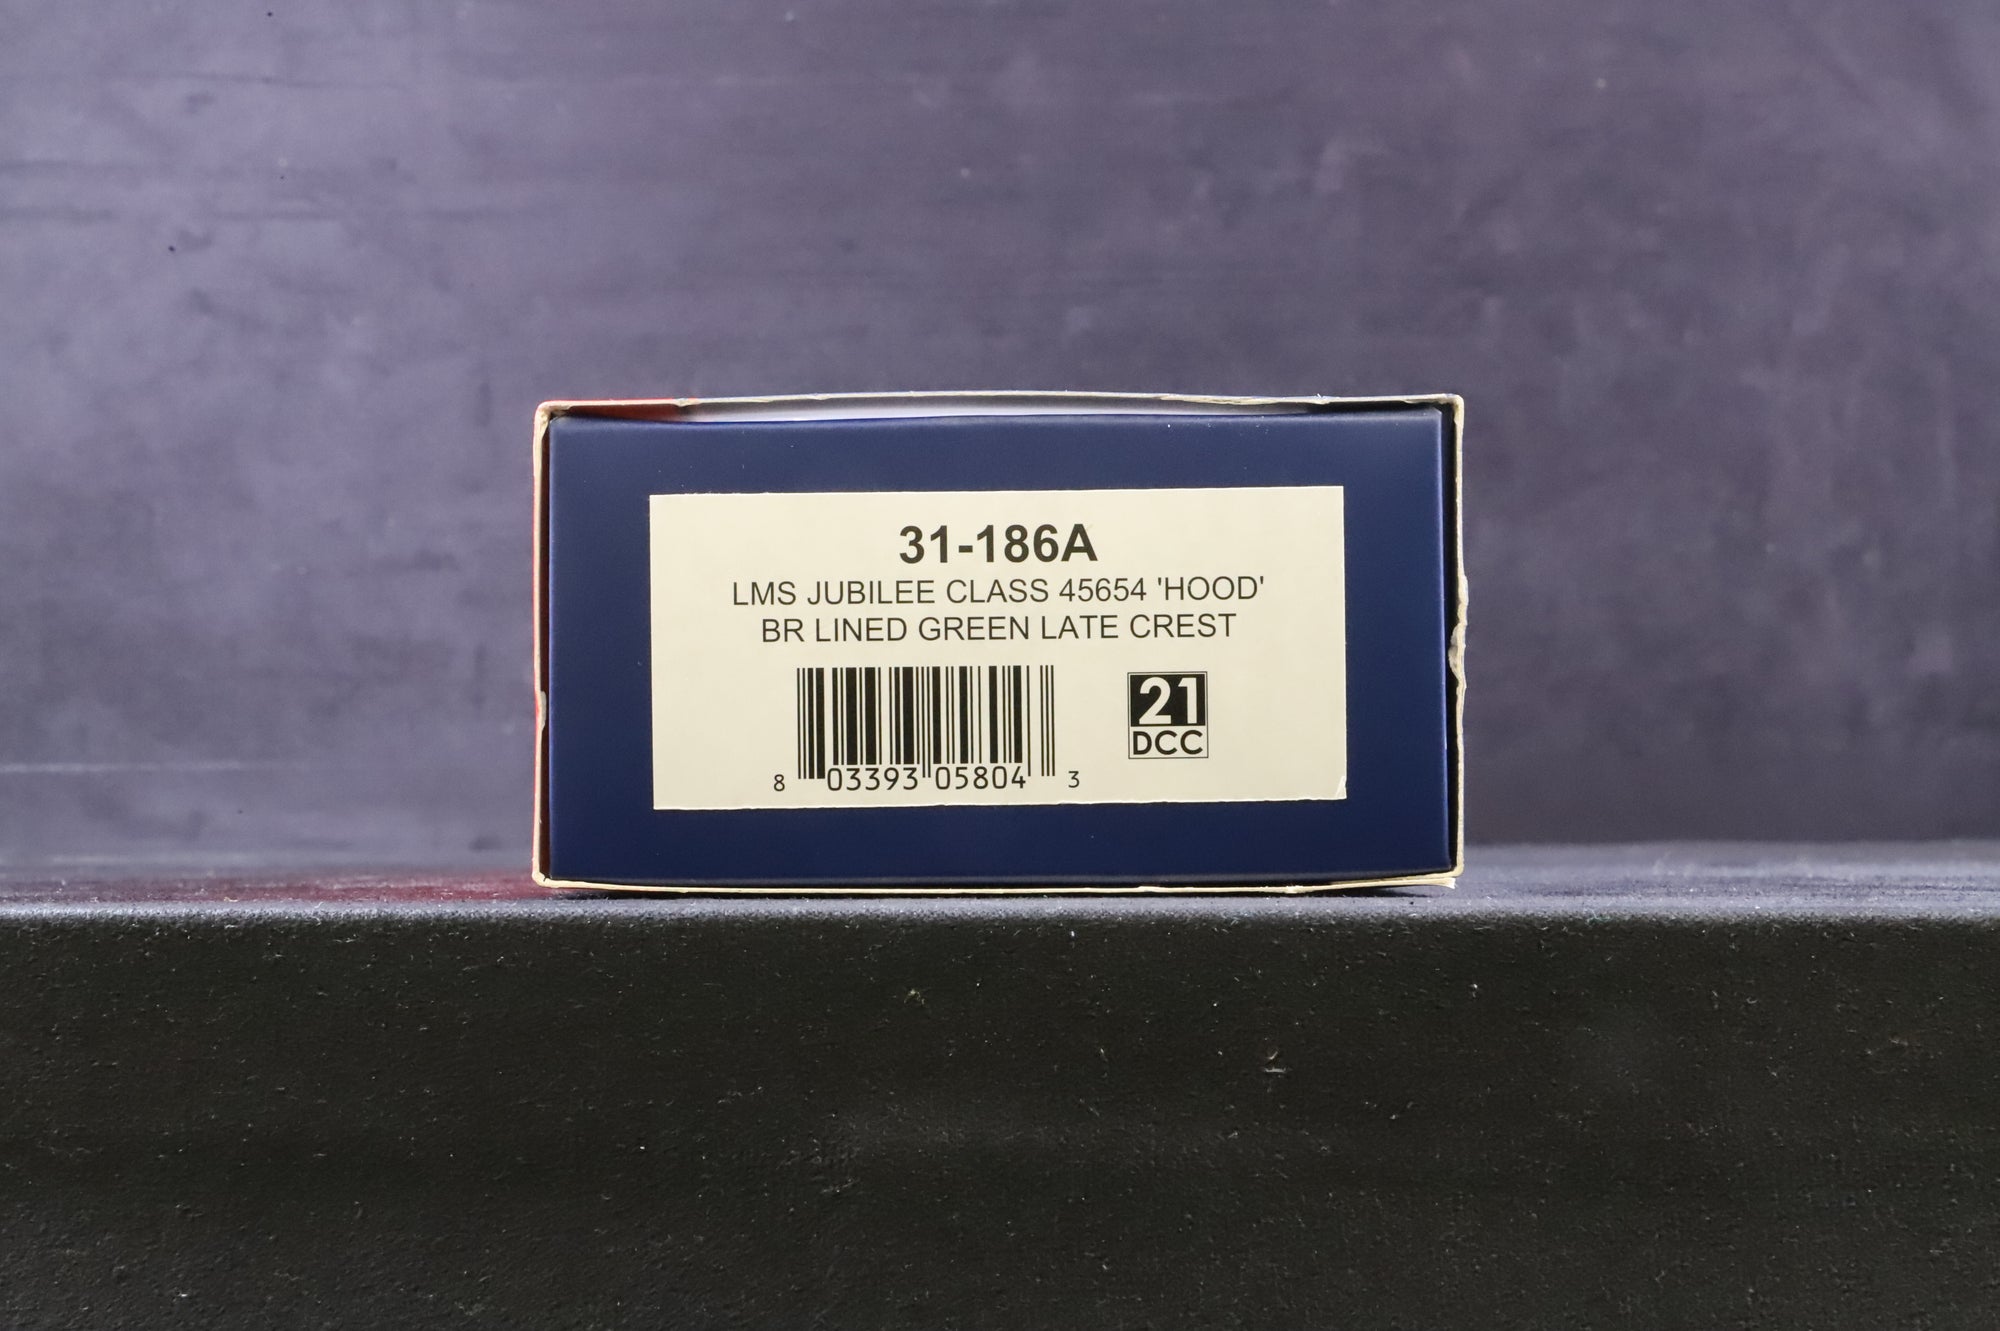 31-186A
LMS JUBILEE CLASS 45654 'HOOD'
BR LINED GREEN LATE CREST
21
DCC
8 03393 05804 3